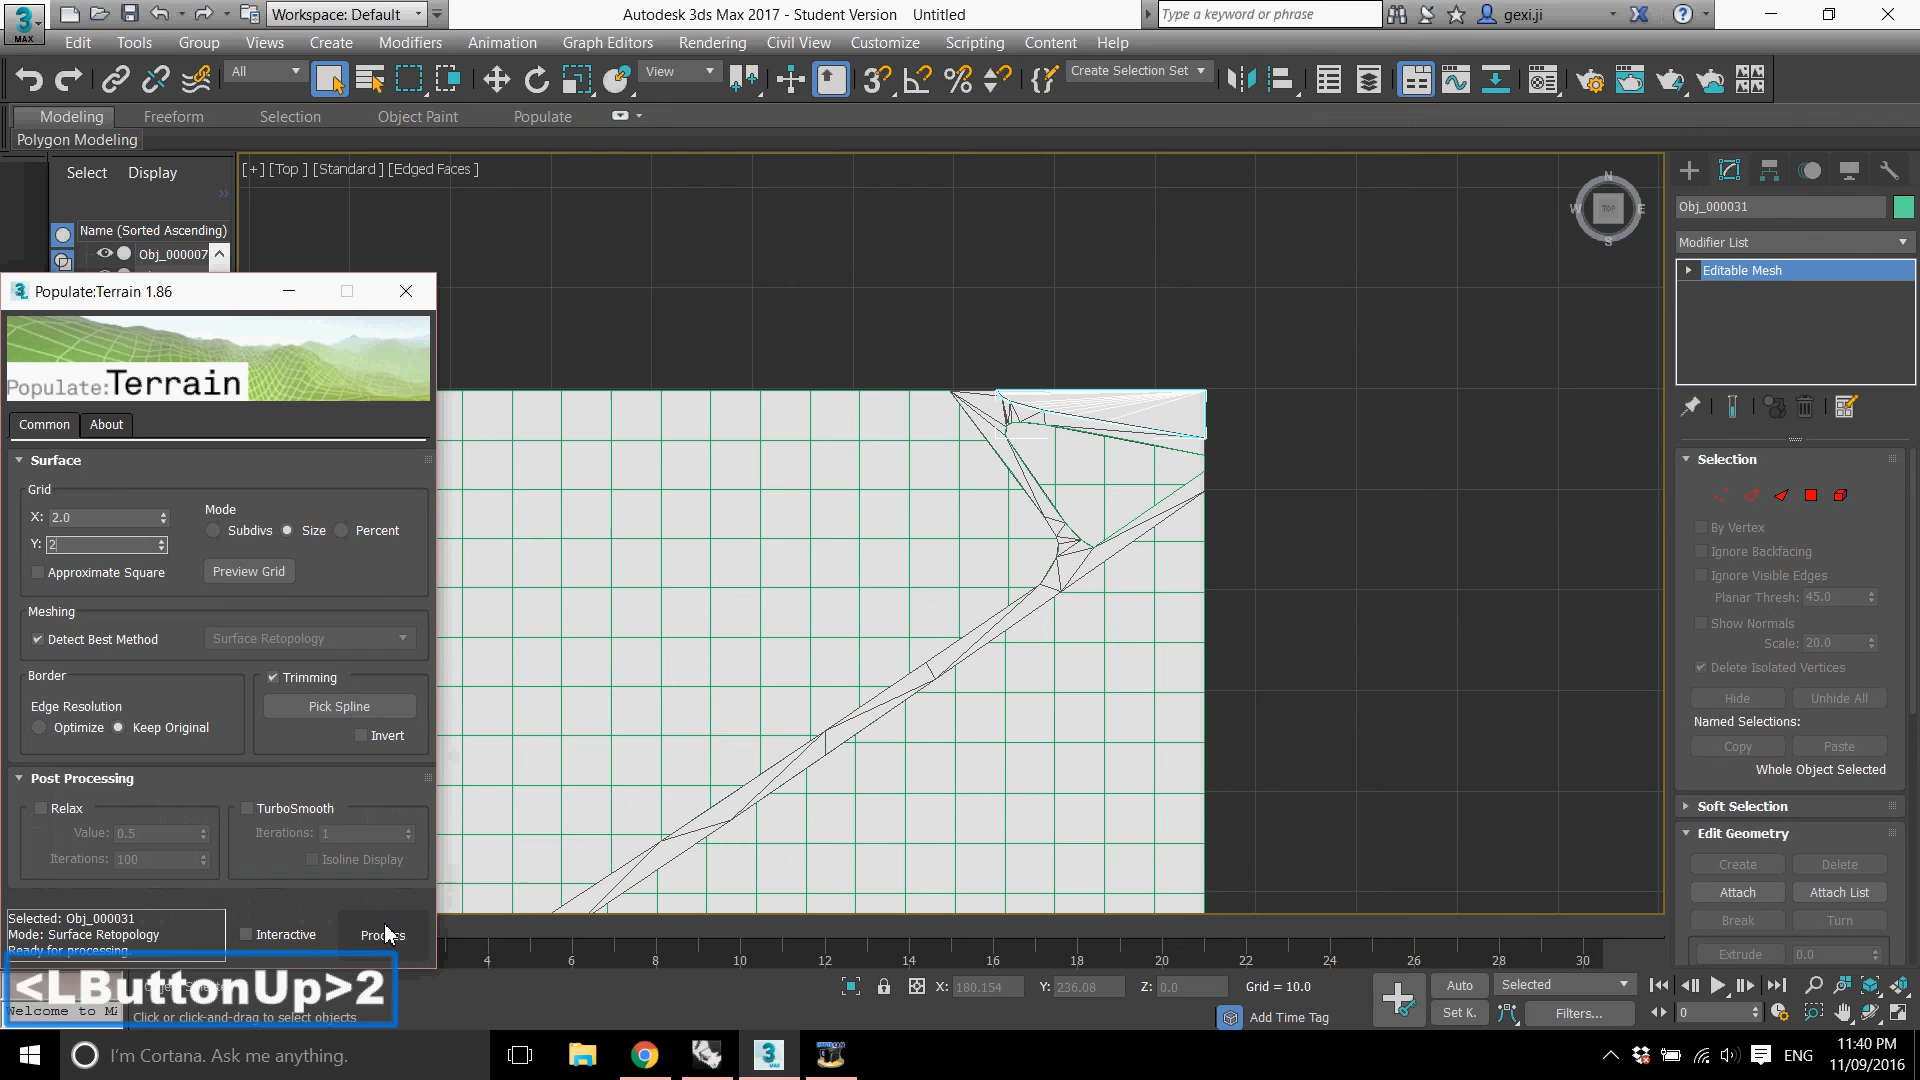 Workspace: Default
Autodesk 3ds Max 2017 - Student Version Untitled
Type a keyword or phrase
gexi.ji
MAX
Edit Tools Group Views Create Modifiers Animation Graph Editors Rendering Civil View Customize Scripting Content Help
All
View
Create Selection Set
Modeling Freeform Selection Object Paint Populate
Polygon Modeling
Select Display
Name (Sorted Ascending)
Obj_000007
[+] [Top ] [Standard ] [Edged Faces ]
N
W TOP E
S
Obj_000031
Modifier List
Editable Mesh
Populate:Terrain 1.86
Populate:Terrain
Common About
Surface
Grid
X: 2.0
Y: 2
Mode
Subdivs Size Percent
Approximate Square
Preview Grid
Meshing
Detect Best Method
Surface Retopology
Border
Edge Resolution
Optimize Keep Original
Trimming
Pick Spline
Invert
Post Processing
Relax
Value: 0.5
Iterations: 100
TurboSmooth
Iterations: 1
Isoline Display
Selected: Obj_000031
Mode: Surface Retopology
Ready for processing.
Interactive
Selection
By Vertex
Ignore Backfacing
Ignore Visible Edges
Planar Thresh: 45.0
Show Normals
Scale: 20.0
Delete Isolated Vertices
Hide Unhide All
Named Selections:
Copy Paste
Whole Object Selected
Soft Selection
Edit Geometry
Create Delete
Attach Attach List
Break Turn
Extrude 0.0
4 6 8 10 12 14 16 18 20 22 24 26 28 30
<LButtonUp>2
Click or click-and-drag to select objects
X: 180.154 Y: 236.08 Z: 0.0 Grid = 10.0
Add Time Tag
Auto Selected
Set K. Filters...
0
I'm Cortana. Ask me anything.
ENG
11:40 PM
11/09/2016